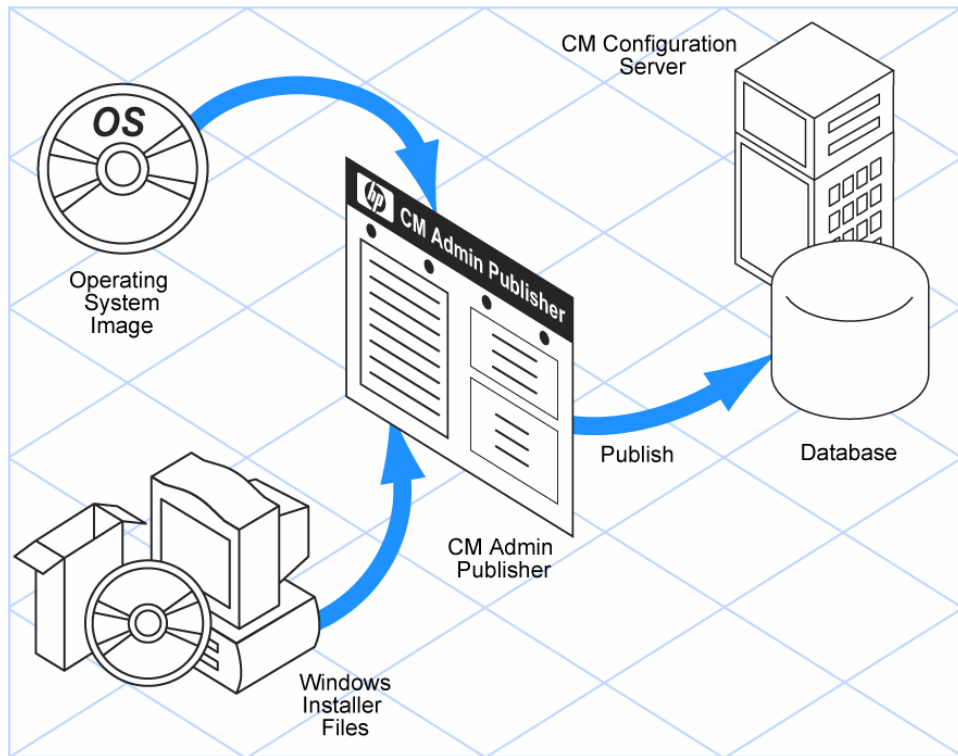 CM Configuration
Server
OS
hp CM Admin Publisher
Operating
System
Image
Publish
Database
CM Admin
Publisher
Windows
Installer
Files